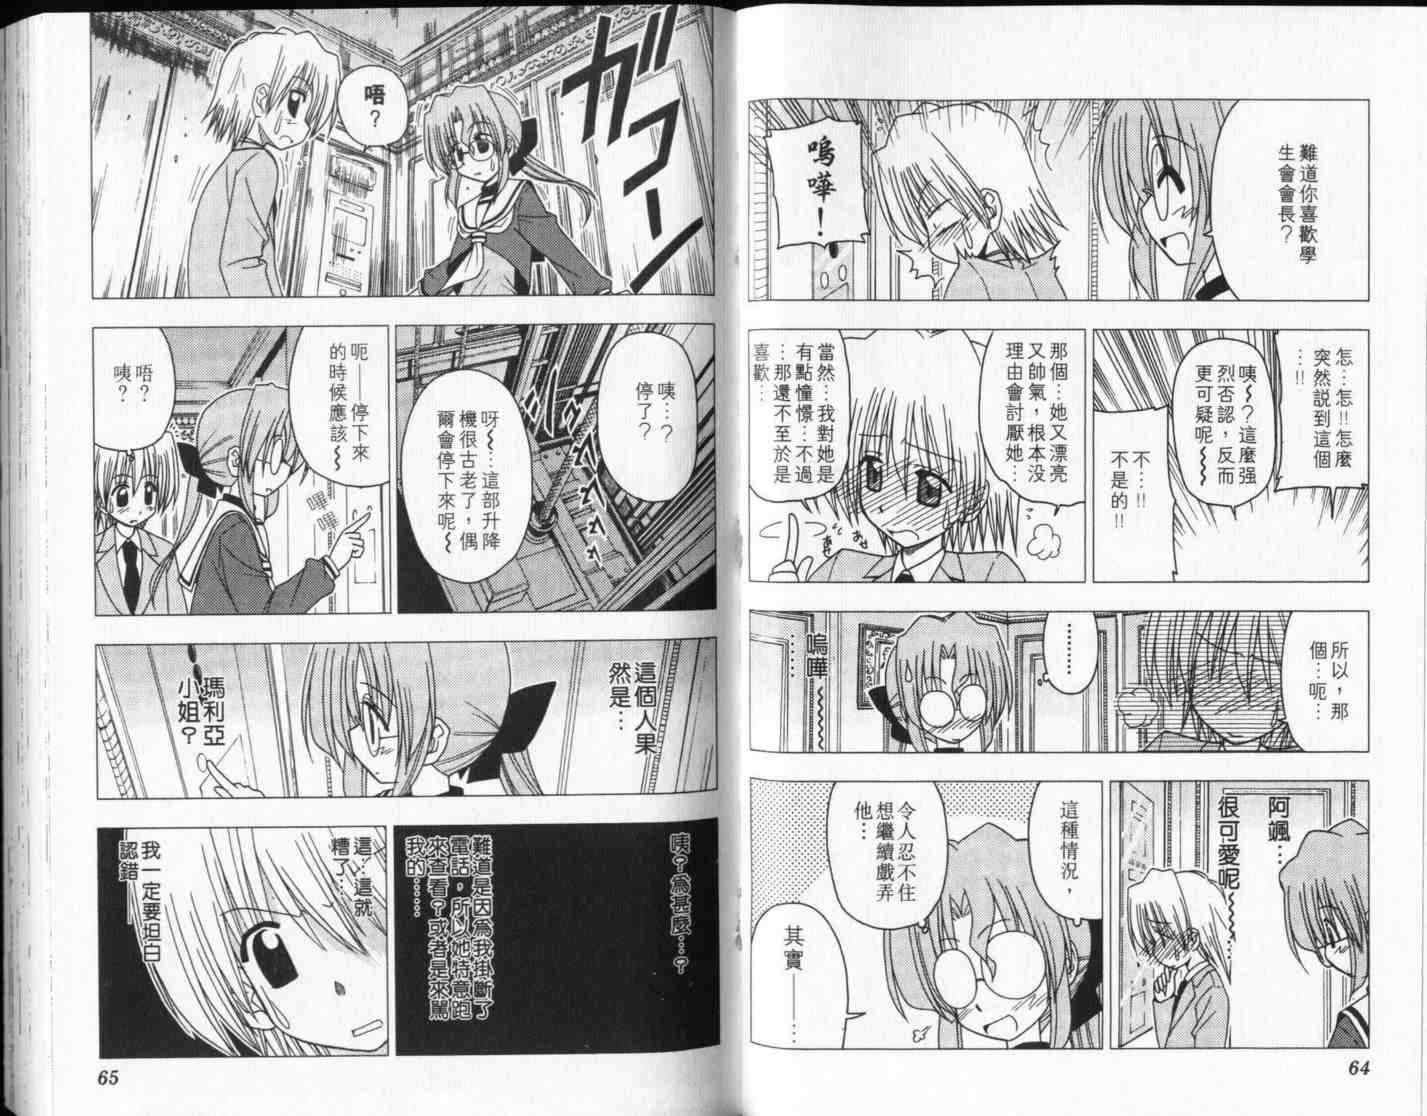 難道你喜歡學
生會會長？
嗚嘩！
怎…怎!!怎麼
突然説到這個
…!!
咦～？這麼强
烈否認，反而
更可疑呢～
不…!!
不是的!!
那個…她又漂亮
又帥氣，根本没
理由會討厭她…
當然…我對她是
有點憧憬…不過
…那還不至於是
喜歡…
所以，那
個…呃…
………
嗚嘩～
……
阿颯…
很可愛呢～…
這種情況，
令人忍不住
想繼續戲弄
他…
其實——…
64
ガコー
唔？
咦…？
停了？
呀～…這部升降
機很古老了，偶
爾會停下來呢～
呃——停下來
的時候應該～
嗶
嗶
唔？
咦？
這個人果
然是…
瑪利亞
小姐？
咦？為甚麼…？
難道是因為我掛斷了
電話，所以她特意跑
來查看？或者是來罵
我的……
這…這就
糟了…
我一定要坦白
認錯——
65